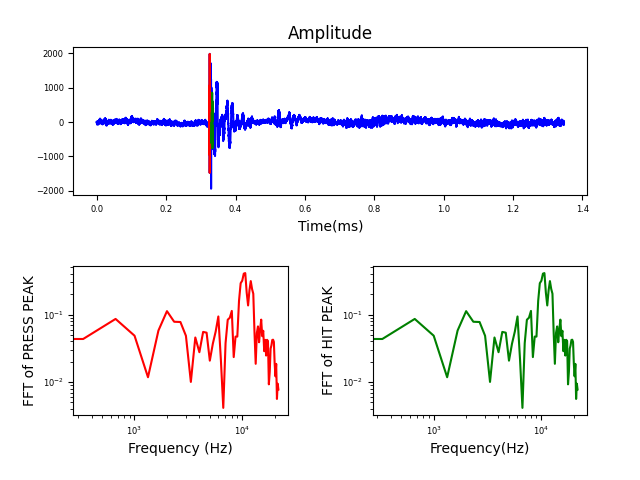 Amplitude
2000
1000
0
−1000
−2000
0.0 0.2 0.4 0.6 0.8 1.0 1.2 1.4
Time(ms)
FFT of PRESS PEAK
10⁻¹
10⁻²
10³ 10⁴
Frequency (Hz)
FFT of HIT PEAK
10⁻¹
10⁻²
10³ 10⁴
Frequency(Hz)